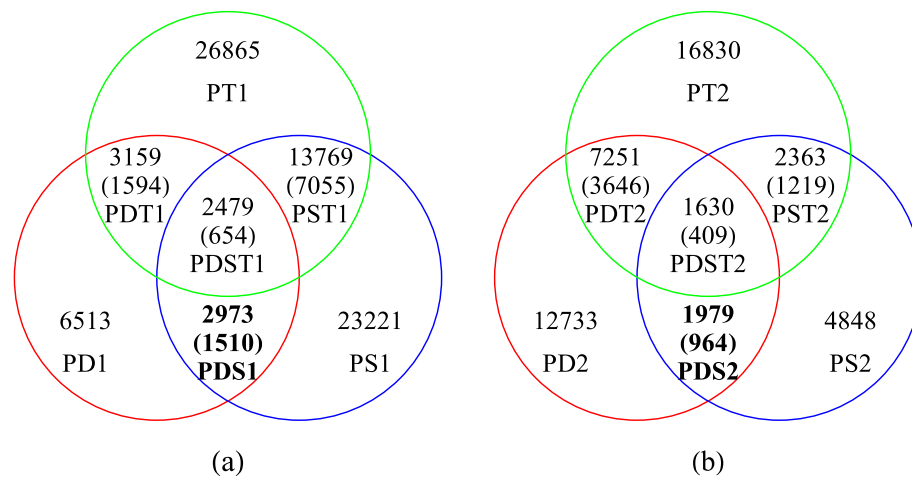 26865
PT1
3159
(1594)
PDT1
13769
(7055)
PST1
2479
(654)
PDST1
6513
PD1
2973
(1510)
PDS1
23221
PS1
(a)
16830
PT2
7251
(3646)
PDT2
2363
(1219)
PST2
1630
(409)
PDST2
12733
PD2
1979
(964)
PDS2
4848
PS2
(b)